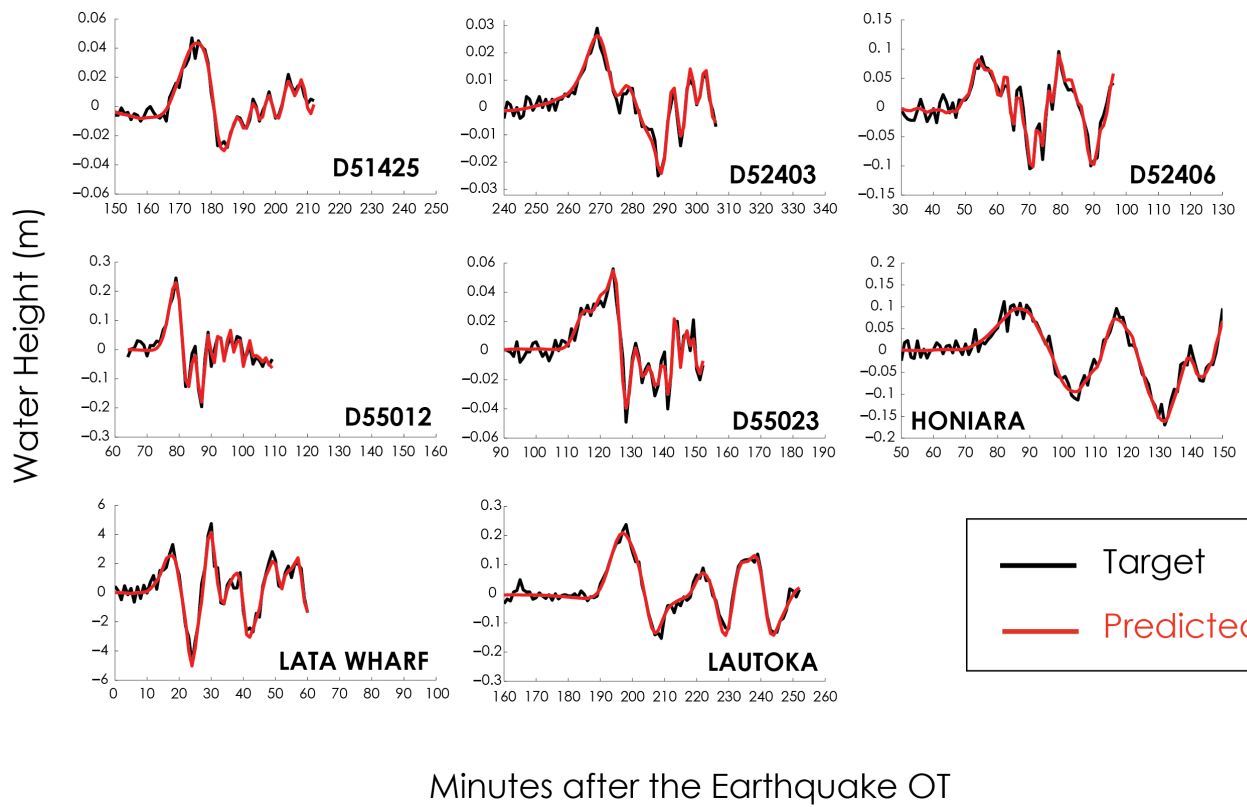 Water Height (m)
0.06
0.04
0.02
0
−0.02
−0.04
−0.06
150 160 170 180 190 200 210 220 230 240 250
D51425
0.03
0.02
0.01
0
−0.01
−0.02
−0.03
240 250 260 270 280 290 300 310 320 330 340
D52403
0.15
0.1
0.05
0
−0.05
−0.1
−0.15
30 40 50 60 70 80 90 100 110 120 130
D52406
0.3
0.2
0.1
0
−0.1
−0.2
−0.3
60 70 80 90 100 110 120 130 140 150 160
D55012
0.06
0.04
0.02
0
−0.02
−0.04
−0.06
90 100 110 120 130 140 150 160 170 180 190
D55023
0. 2
0.15
0.1
0.05
0
−0.05
−0.1
−0.15
−0.2
50 60 70 80 90 100 110 120 130 140 150
HONIARA
6
4
2
0
−2
−4
−6
0 10 20 30 40 50 60 70 80 90 100
LATA WHARF
0.3
0.2
0.1
0
−0.1
−0.2
−0.3
160 170 180 190 200 210 220 230 240 250 260
LAUTOKA
Target
Predicted
Minutes after the Earthquake OT